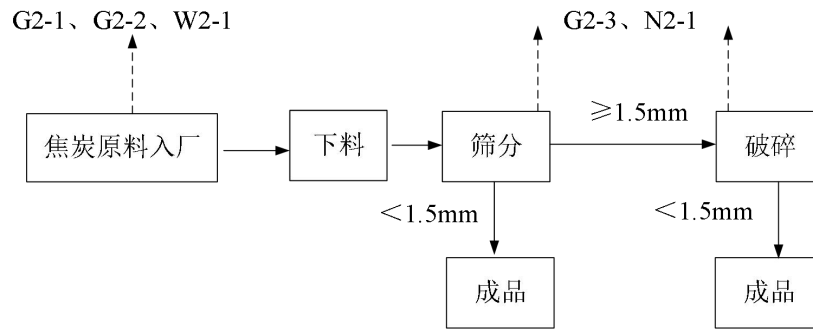 G2-1、G2-2、W2-1
G2-3、N2-1
焦炭原料入厂
下料
筛分
≥1.5mm
破碎
＜1.5mm
＜1.5mm
成品
成品